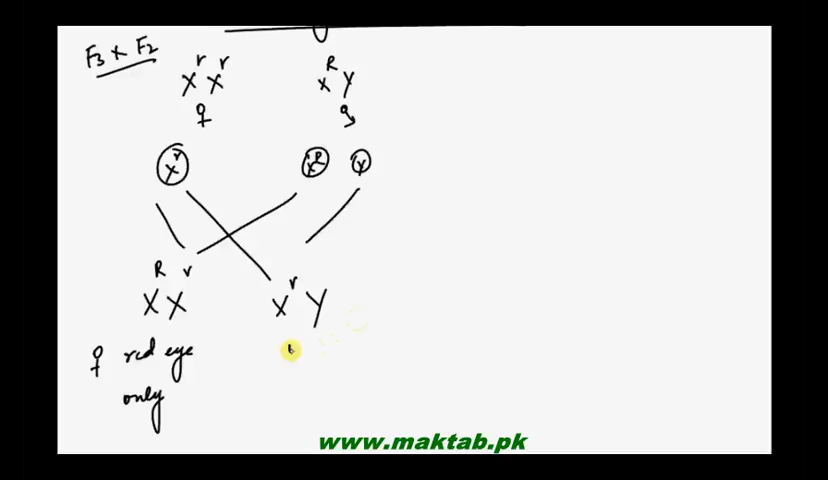 F3 x F2
X^r X^r X^R Y
♀ ♂
X^r X^R Y
X^R X^r X^r Y
♀ red eye
only
www.maktab.pk